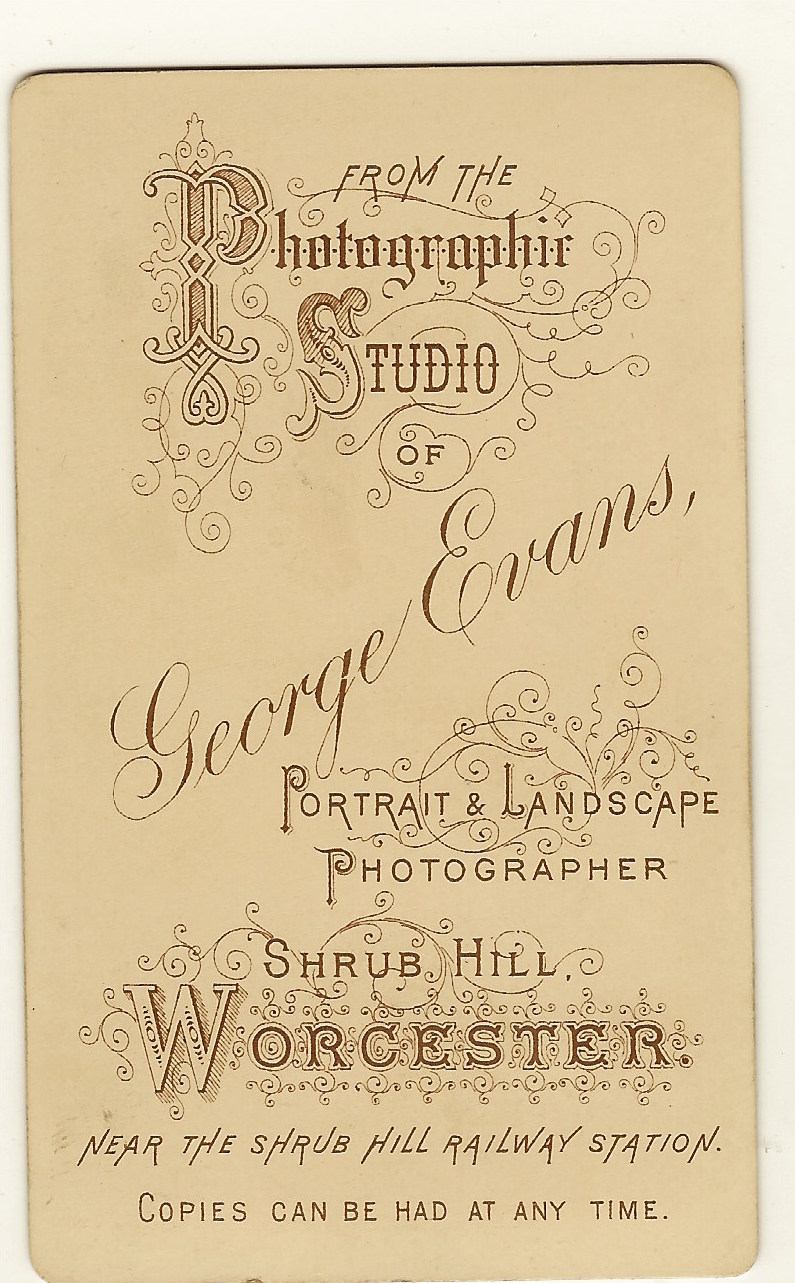 FROM THE
Photographic
STUDIO
OF
George Evans,
PORTRAIT & LANDSCAPE
PHOTOGRAPHER
SHRUB HILL,
WORCESTER.
NEAR THE SHRUB HILL RAILWAY STATION.
COPIES CAN BE HAD AT ANY TIME.